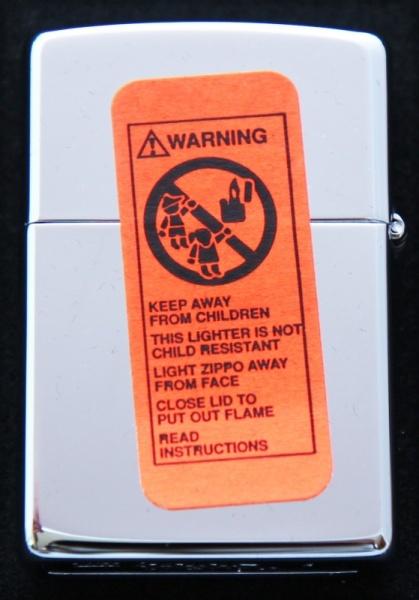 WARNING
KEEP AWAY
FROM CHILDREN
THIS LIGHTER IS NOT
CHILD RESISTANT
LIGHT ZIPPO AWAY
FROM FACE
CLOSE LID TO
PUT OUT FLAME
READ
INSTRUCTIONS